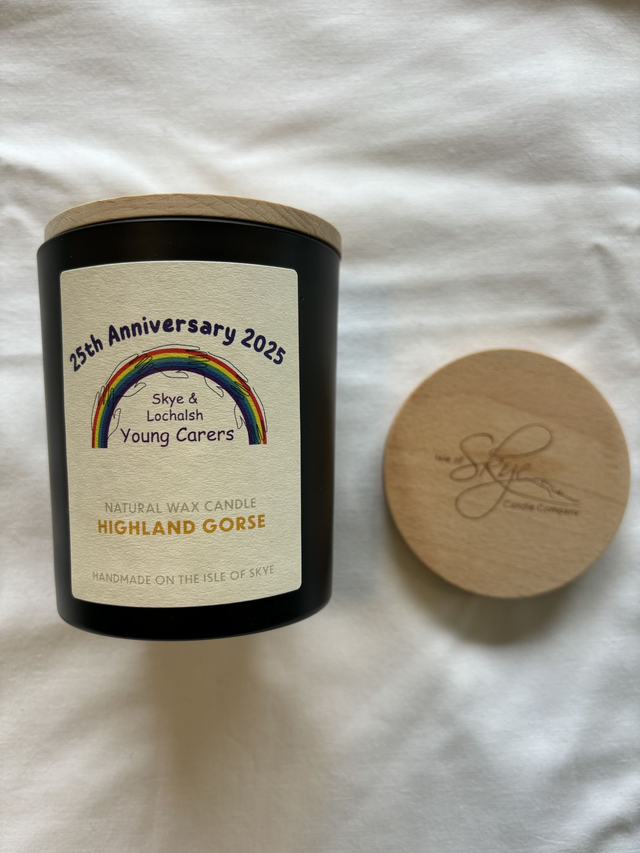 25th Anniversary 2025
Skye &
Lochalsh
Young Carers
NATURAL WAX CANDLE
HIGHLAND GORSE
HANDMADE ON THE ISLE OF SKYE
Isle of
Skye
Candle Company